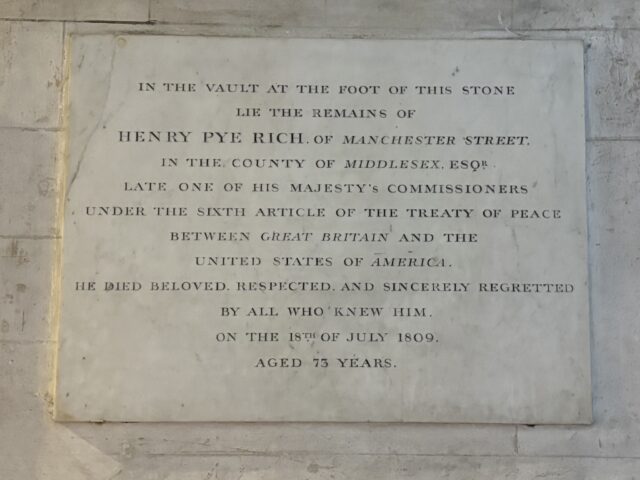 IN THE VAULT AT THE FOOT OF THIS STONE
LIE THE REMAINS OF
HENRY PYE RICH, OF MANCHESTER STREET,
IN THE COUNTY OF MIDDLESEX, ESQR.
LATE ONE OF HIS MAJESTY'S COMMISSIONERS
UNDER THE SIXTH ARTICLE OF THE TREATY OF PEACE
BETWEEN GREAT BRITAIN AND THE
UNITED STATES OF AMERICA.
HE DIED BELOVED, RESPECTED, AND SINCERELY REGRETTED
BY ALL WHO KNEW HIM,
ON THE 18TH OF JULY 1809,
AGED 73 YEARS.